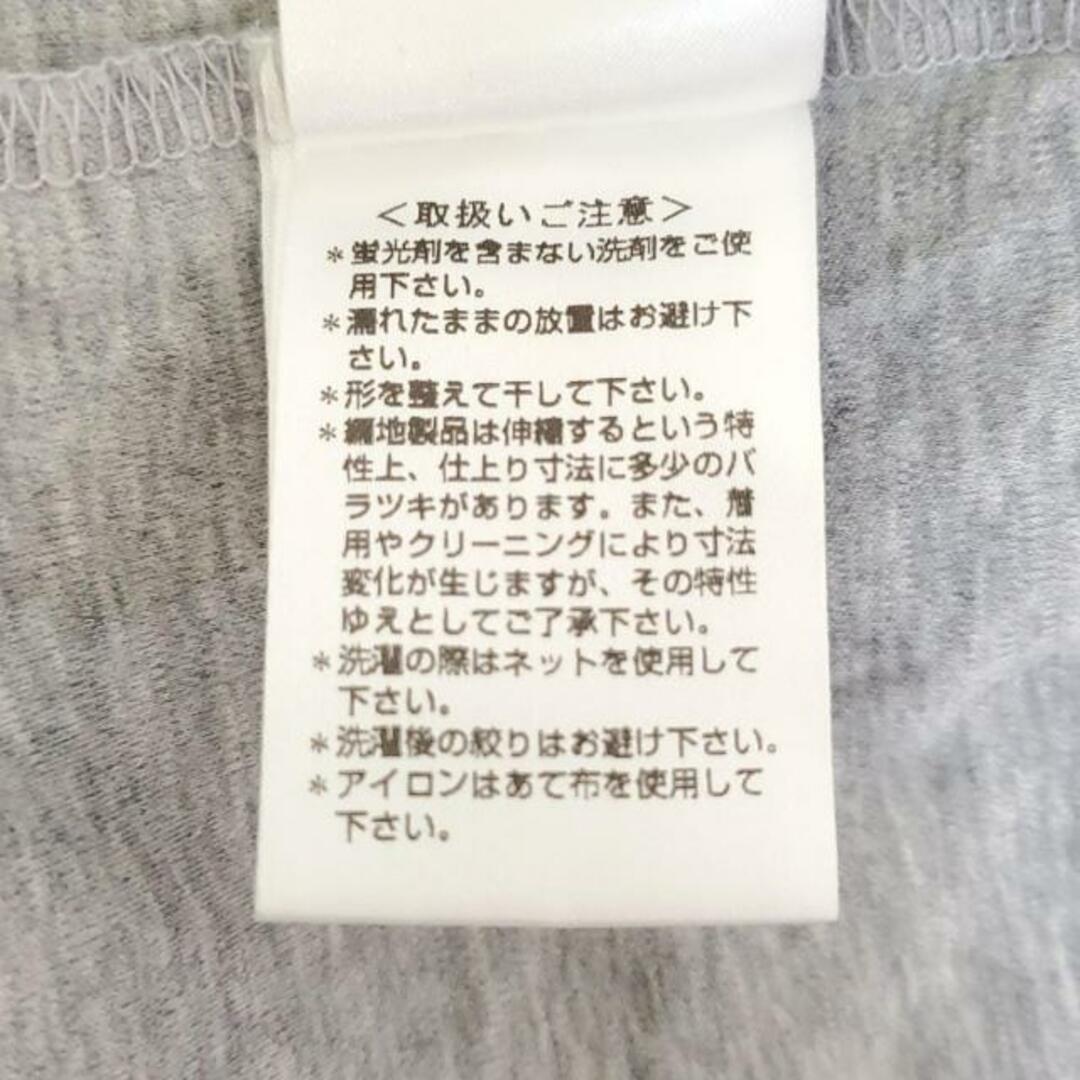 ＜取扱いご注意＞
＊蛍光剤を含まない洗剤をご使
用下さい。
＊濡れたままの放置はお避け下
さい。
＊形を整えて干して下さい。
＊編地製品は伸縮するという特
性上、仕上り寸法に多少のバ
ラツキがあります。また、着
用やクリーニングにより寸法
変化が生じますが、その特性
ゆえとしてご了承下さい。
＊洗濯の際はネットを使用して
下さい。
＊洗濯後の絞りはお避け下さい。
＊アイロンはあて布を使用して
下さい。